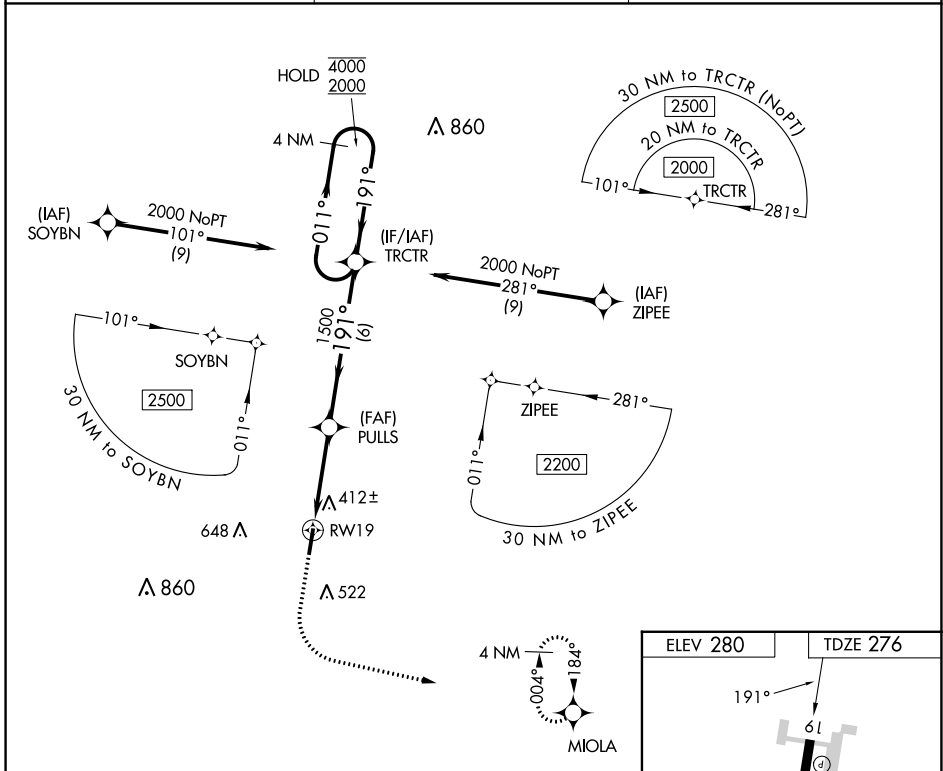 HOLD 4000
2000
4 NM
860
191°
011°
30 NM to TRCTR (NoPT)
2500
20 NM to TRCTR
2000
101°
TRCTR
281°
(IAF)
SOYBN
2000 NoPT
101°
(9)
(IF/IAF)
TRCTR
2000 NoPT
281°
(9)
(IAF)
ZIPEE
1500
191°
(6)
101°
SOYBN
2500
011°
30 NM to SOYBN
(FAF)
PULLS
ZIPEE
281°
2200
011°
30 NM to ZIPEE
412±
648
RW19
860
522
4 NM
004°
184°
MIOLA
ELEV 280
TDZE 276
191°
19
P